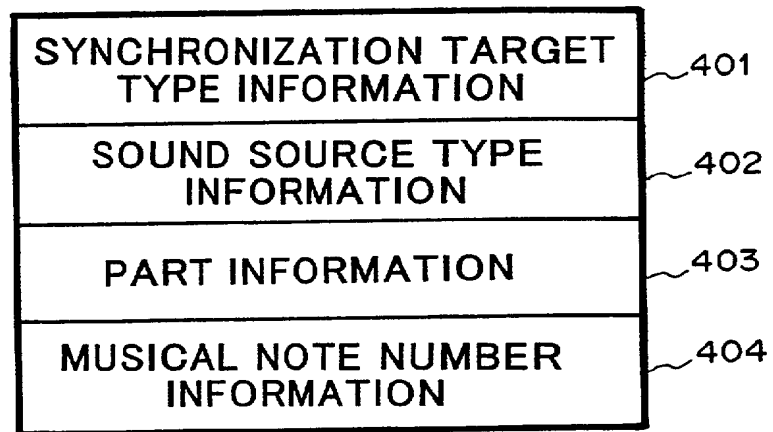 SYNCHRONIZATION TARGET
TYPE INFORMATION
401
SOUND SOURCE TYPE
INFORMATION
402
PART INFORMATION
403
MUSICAL NOTE NUMBER
INFORMATION
404